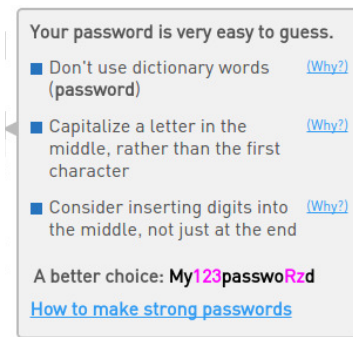 Your password is very easy to guess.
Don't use dictionary words (Why?)
(password)
Capitalize a letter in the (Why?)
middle, rather than the first
character
Consider inserting digits into (Why?)
the middle, not just at the end
A better choice: My123passwoRzd
How to make strong passwords